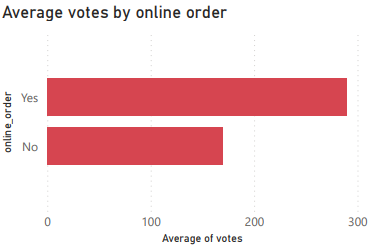 Average votes by online order
online_order
Yes
No
0 100 200 300
Average of votes